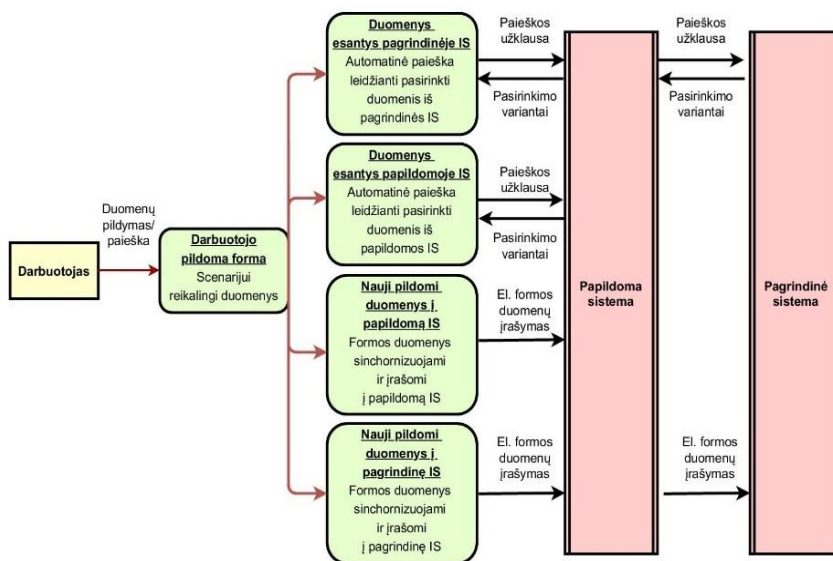 Darbuotojas
Duomenų
pildymas/
paieška
Darbuotojo
pildoma forma
Scenarijui
reikalingi duomenys
Duomenys
esantys pagrindinėje IS
Automatinė paieška
leidžianti pasirinkti
duomenis iš
pagrindinės IS
Paieškos
užklausa
Pasirinkimo
variantai
Duomenys
esantys papildomoje IS
Automatinė paieška
leidžianti pasirinkti
duomenis iš
papildomos IS
Paieškos
užklausa
Pasirinkimo
variantai
Nauji pildomi
duomenys į
papildomą IS
Formos duomenys
sinchornizuojami
ir įrašomi
į papildomą IS
El. formos
duomenų
įrašymas
Nauji pildomi
duomenys į
pagrindinę IS
Formos duomenys
sinchornizuojami
ir įrašomi
į pagrindinę IS
El. formos
duomenų
įrašymas
Papildoma
sistema
Paieškos
užklausa
Pasirinkimo
variantai
El. formos
duomenų
įrašymas
Pagrindinė
sistema